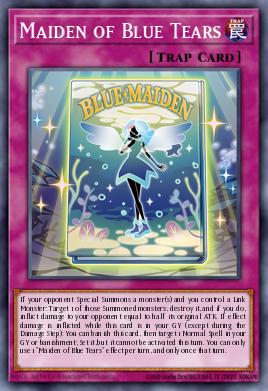 Maiden of Blue Tears
TRAP
罠
[Trap Card]
BLUE MAIDEN
If your opponent Special Summons a monster(s) and you control a Link
Monster: Target 1 of those Summoned monsters; destroy it, and if you do,
inflict damage to your opponent equal to half its original ATK. If effect
damage is inflicted while this card is in your GY (except during the
Damage Step): You can banish this card, then target 1 Normal Spell in your
GY or banishment; Set it, but it cannot be activated this turn. You can only
use 1 "Maiden of Blue Tears" effect per turn, and only once that turn.